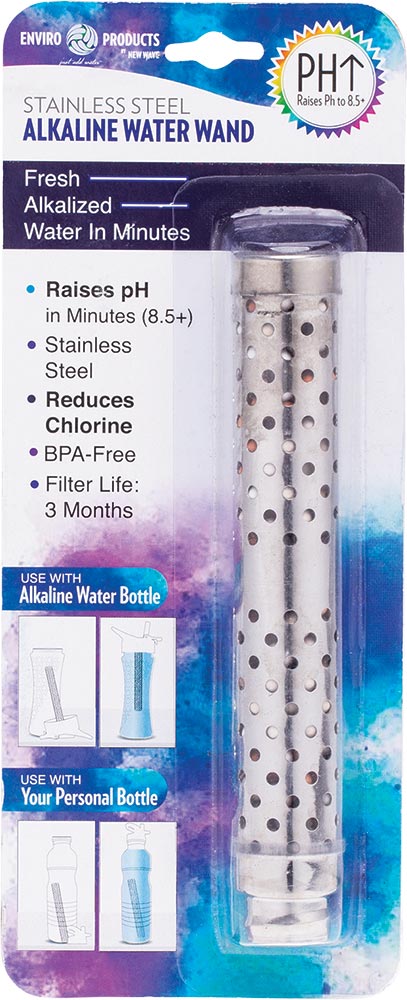 ENVIRO PRODUCTS
BY NEW WAVE
just add water
PH↑
Raises Ph to 8.5+
STAINLESS STEEL
ALKALINE WATER WAND
Fresh
Alkalized
Water In Minutes
• Raises pH
in Minutes (8.5+)
• Stainless
Steel
• Reduces
Chlorine
• BPA-Free
• Filter Life:
3 Months
USE WITH
Alkaline Water Bottle
USE WITH
Your Personal Bottle